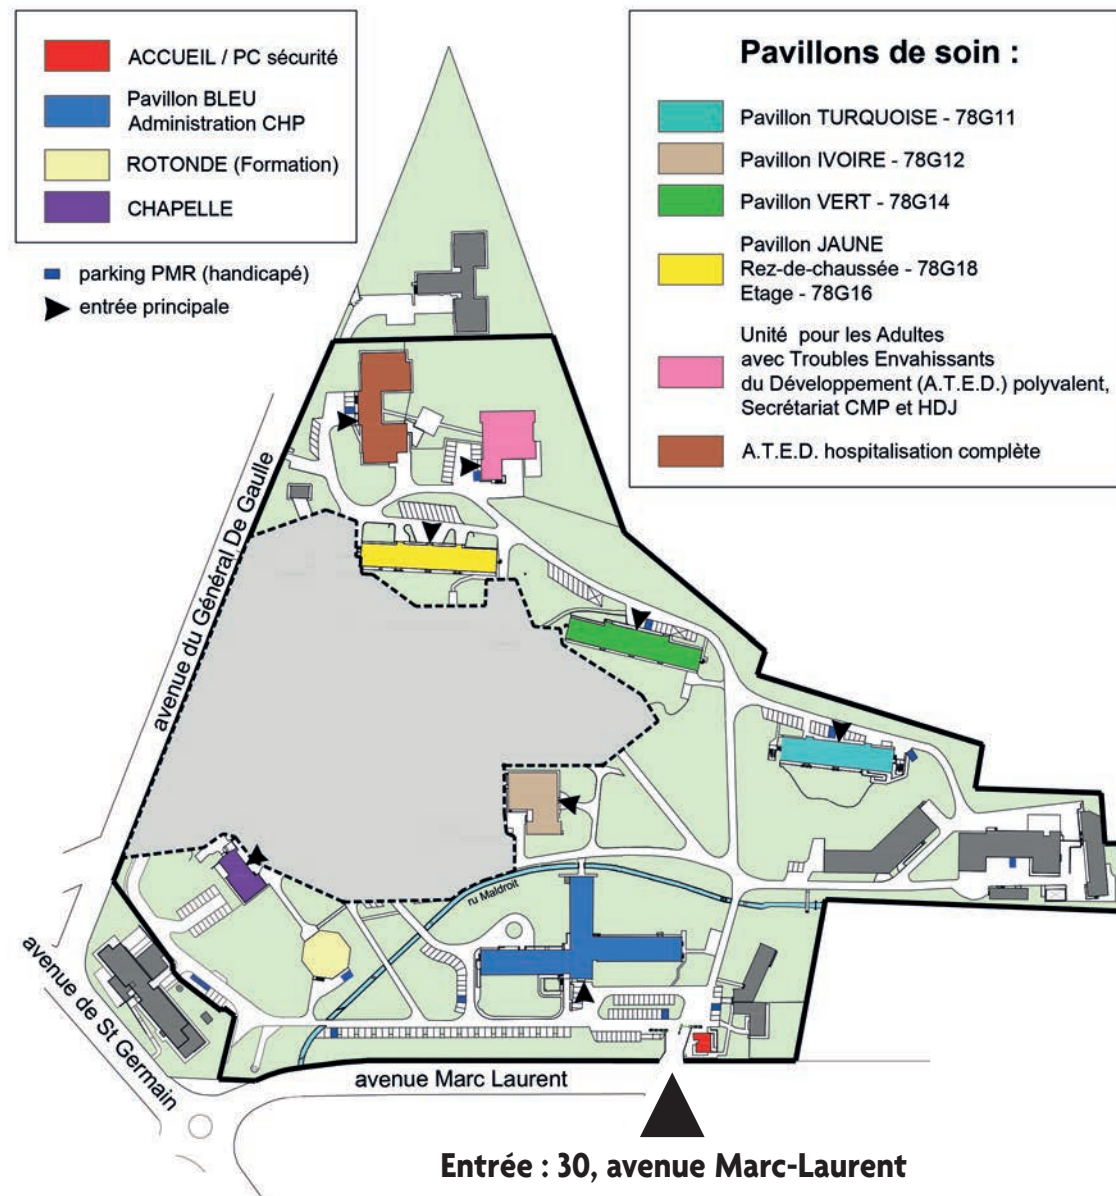 ACCUEIL / PC sécurité
Pavillon BLEU
Administration CHP
ROTONDE (Formation)
CHAPELLE
parking PMR (handicapé)
entrée principale
Pavillons de soin :
Pavillon TURQUOISE - 78G11
Pavillon IVOIRE - 78G12
Pavillon VERT - 78G14
Pavillon JAUNE
Rez-de-chaussée - 78G18
Etage - 78G16
Unité pour les Adultes
avec Troubles Envahissants
du Développement (A.T.E.D.) polyvalent,
Secrétariat CMP et HDJ
A.T.E.D. hospitalisation complète
avenue du Général De Gaulle
ru Maldroit
avenue de St Germain
avenue Marc Laurent
Entrée : 30, avenue Marc-Laurent